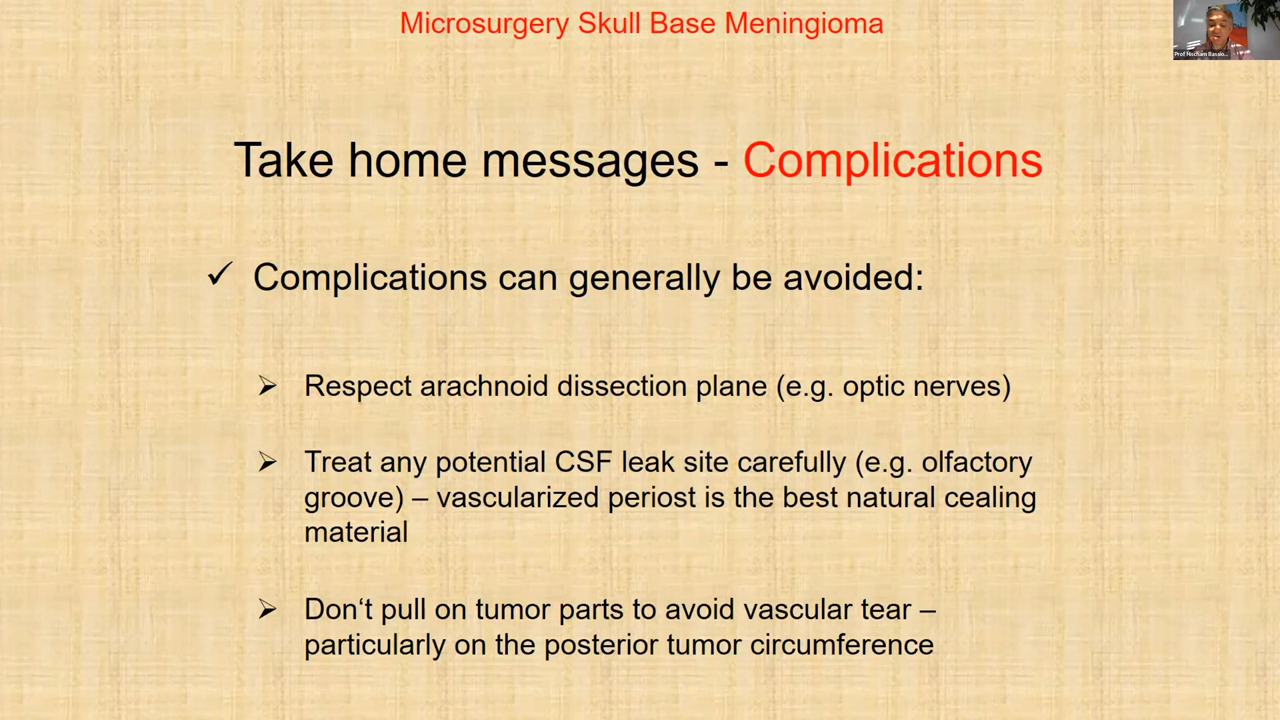 Microsurgery Skull Base Meningioma
Take home messages - Complications
✓ Complications can generally be avoided:
➢ Respect arachnoid dissection plane (e.g. optic nerves)
➢ Treat any potential CSF leak site carefully (e.g. olfactory
groove) – vascularized periost is the best natural cealing
material
➢ Don‘t pull on tumor parts to avoid vascular tear –
particularly on the posterior tumor circumference